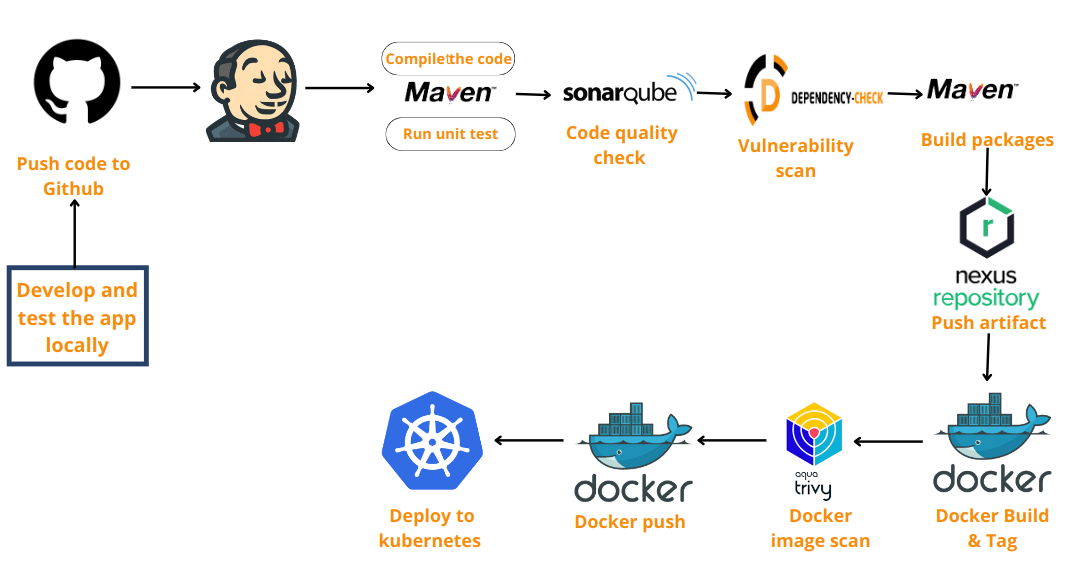 Compile the code
Maven™
Run unit test
sonarqube
Code quality
check
D
DEPENDENCY-CHECK
Vulnerability
scan
Maven™
Build packages
Push code to
Github
Develop and
test the app
locally
r
nexus
repository
Push artifact
Deploy to
kubernetes
docker
Docker push
aqua
trivy
Docker
image scan
docker
Docker Build
& Tag